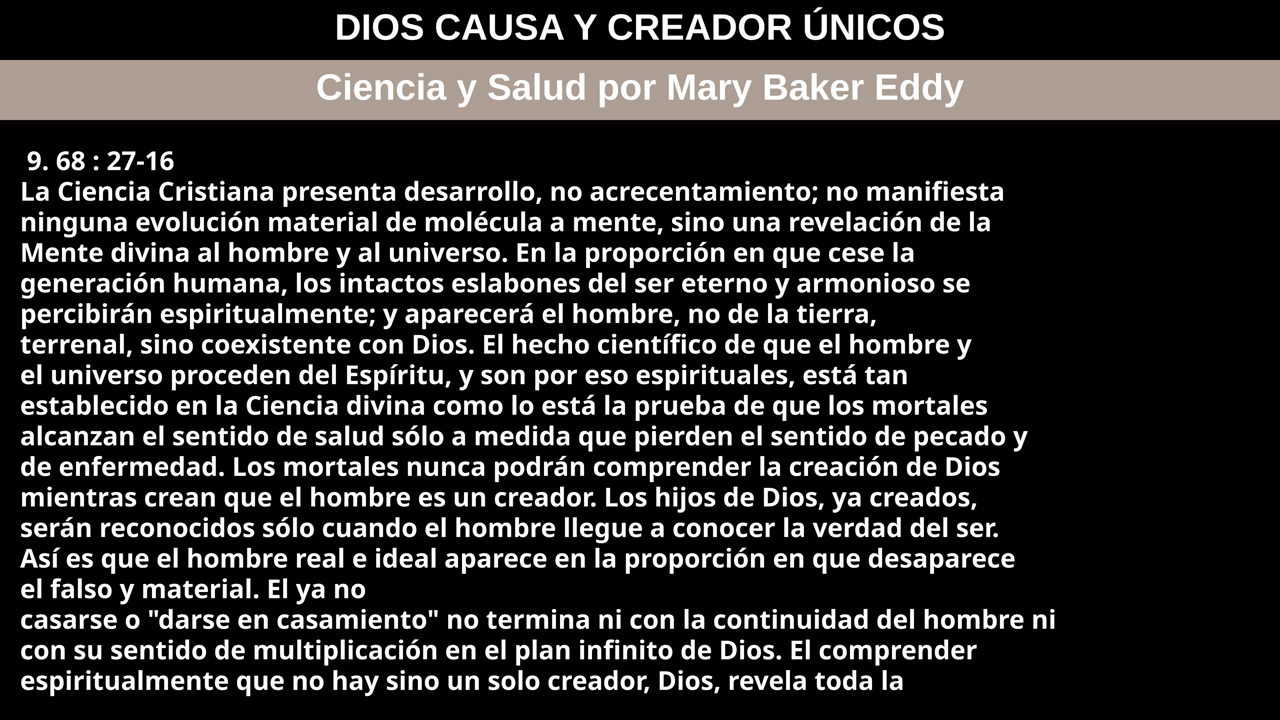 DIOS CAUSA Y CREADOR ÚNICOS
Ciencia y Salud por Mary Baker Eddy
9. 68 : 27-16
La Ciencia Cristiana presenta desarrollo, no acrecentamiento; no manifiesta
ninguna evolución material de molécula a mente, sino una revelación de la
Mente divina al hombre y al universo. En la proporción en que cese la
generación humana, los intactos eslabones del ser eterno y armonioso se
percibirán espiritualmente; y aparecerá el hombre, no de la tierra,
terrenal, sino coexistente con Dios. El hecho científico de que el hombre y
el universo proceden del Espíritu, y son por eso espirituales, está tan
establecido en la Ciencia divina como lo está la prueba de que los mortales
alcanzan el sentido de salud sólo a medida que pierden el sentido de pecado y
de enfermedad. Los mortales nunca podrán comprender la creación de Dios
mientras crean que el hombre es un creador. Los hijos de Dios, ya creados,
serán reconocidos sólo cuando el hombre llegue a conocer la verdad del ser.
Así es que el hombre real e ideal aparece en la proporción en que desaparece
el falso y material. El ya no
casarse o "darse en casamiento" no termina ni con la continuidad del hombre ni
con su sentido de multiplicación en el plan infinito de Dios. El comprender
espiritualmente que no hay sino un solo creador, Dios, revela toda la